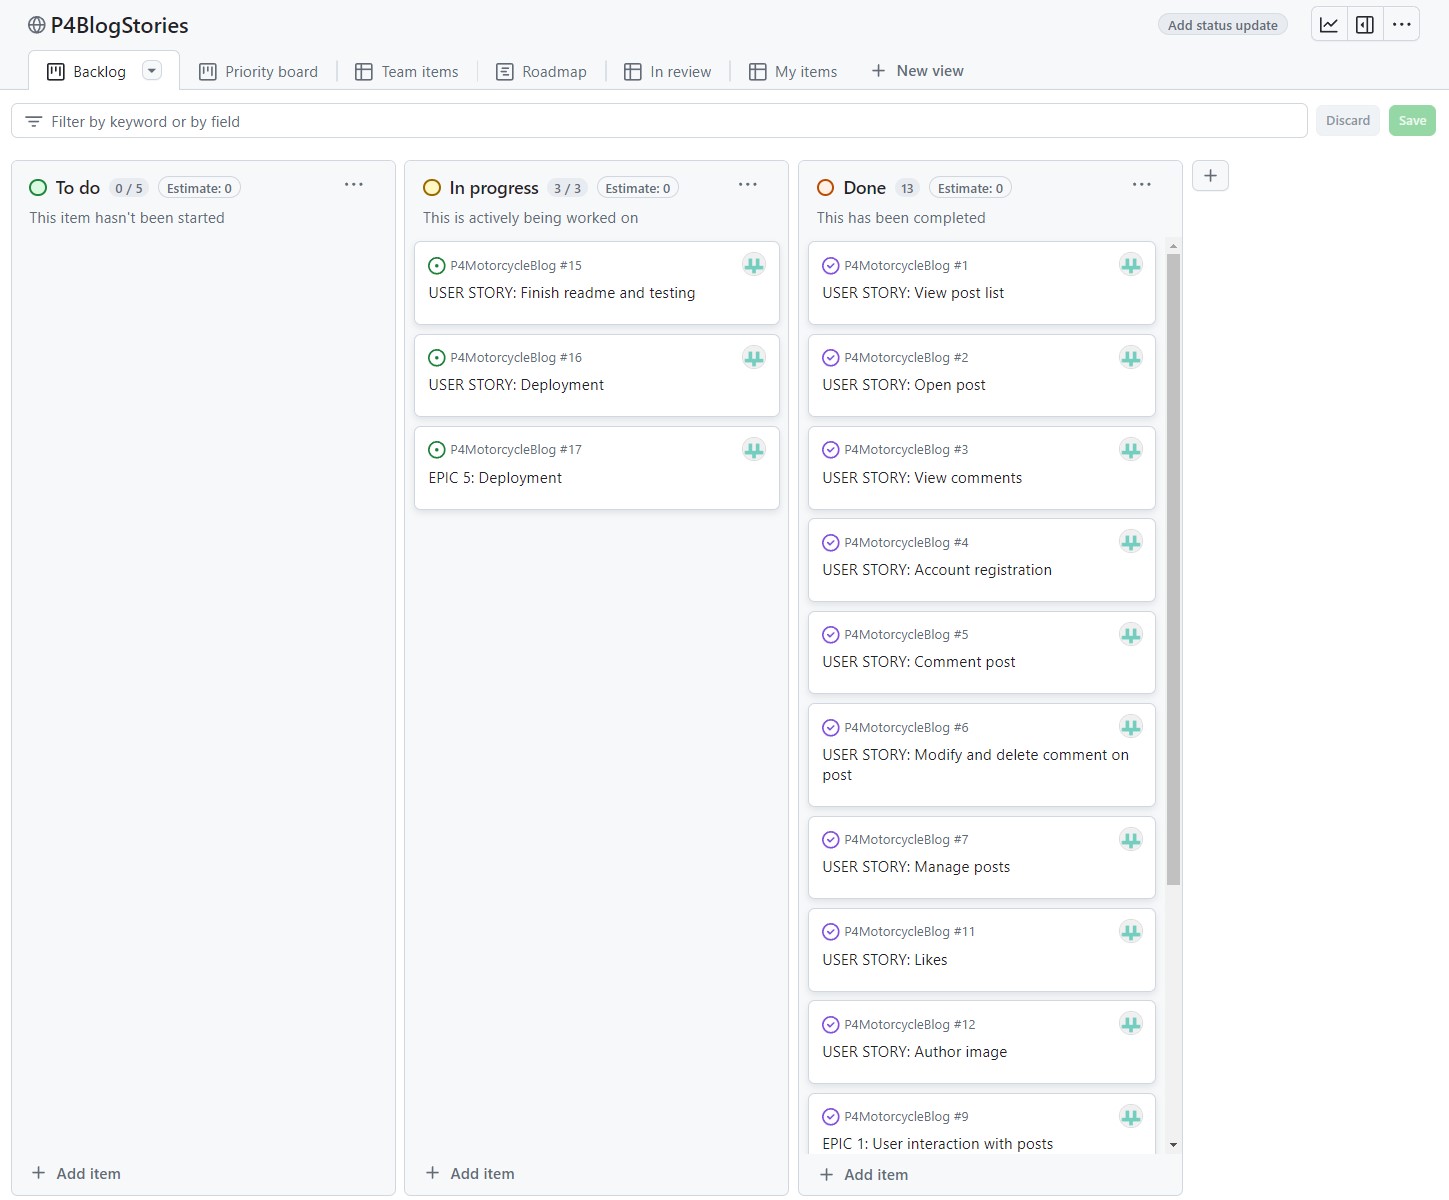 P4BlogStories
Add status update
Backlog
Priority board
Team items
Roadmap
In review
My items
New view
Filter by keyword or by field
Discard
Save
To do 0 / 5 Estimate: 0
This item hasn't been started
Add item
In progress 3 / 3 Estimate: 0
This is actively being worked on
P4MotorcycleBlog #15
USER STORY: Finish readme and testing
P4MotorcycleBlog #16
USER STORY: Deployment
P4MotorcycleBlog #17
EPIC 5: Deployment
Add item
Done 13 Estimate: 0
This has been completed
P4MotorcycleBlog #1
USER STORY: View post list
P4MotorcycleBlog #2
USER STORY: Open post
P4MotorcycleBlog #3
USER STORY: View comments
P4MotorcycleBlog #4
USER STORY: Account registration
P4MotorcycleBlog #5
USER STORY: Comment post
P4MotorcycleBlog #6
USER STORY: Modify and delete comment on
post
P4MotorcycleBlog #7
USER STORY: Manage posts
P4MotorcycleBlog #11
USER STORY: Likes
P4MotorcycleBlog #12
USER STORY: Author image
P4MotorcycleBlog #9
EPIC 1: User interaction with posts
Add item